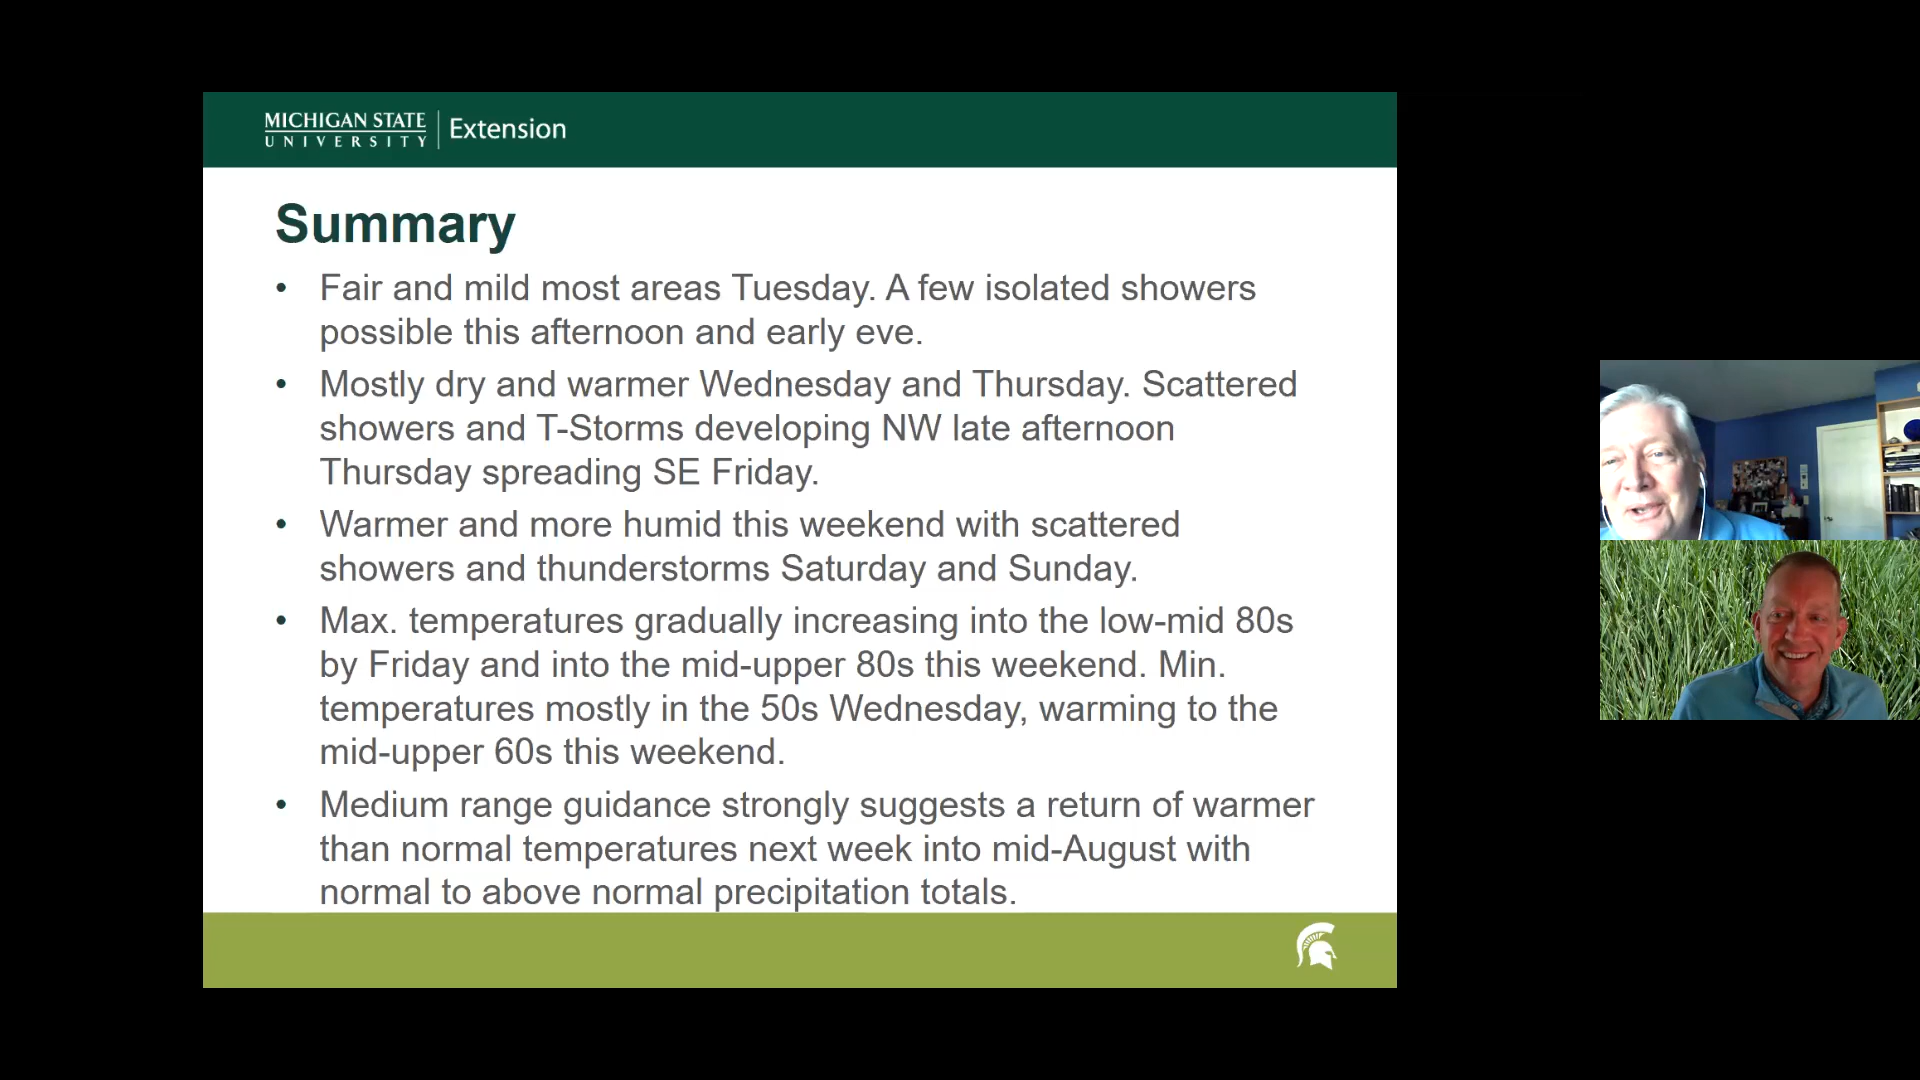 MICHIGAN STATE
UNIVERSITY
Extension
Summary
• Fair and mild most areas Tuesday. A few isolated showers
possible this afternoon and early eve.
• Mostly dry and warmer Wednesday and Thursday. Scattered
showers and T-Storms developing NW late afternoon
Thursday spreading SE Friday.
• Warmer and more humid this weekend with scattered
showers and thunderstorms Saturday and Sunday.
• Max. temperatures gradually increasing into the low-mid 80s
by Friday and into the mid-upper 80s this weekend. Min.
temperatures mostly in the 50s Wednesday, warming to the
mid-upper 60s this weekend.
• Medium range guidance strongly suggests a return of warmer
than normal temperatures next week into mid-August with
normal to above normal precipitation totals.